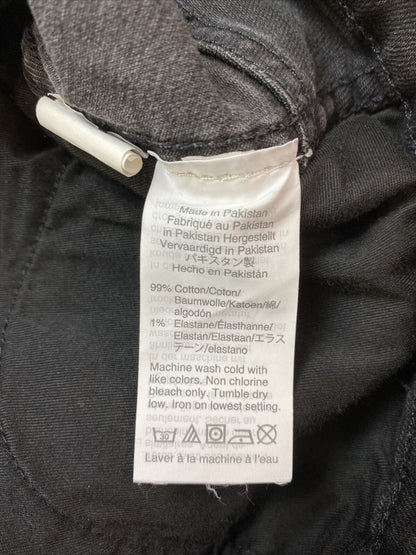 Made in Pakistan
Fabriqué au Pakistan
in Pakistan Hergestellt
Vervaardigd in Pakistan
パキスタン製
Hecho en Pakistán
99% Cotton/Coton/
Baumwolle/Katoen/綿/
algodón
1% Elastane/Élasthanne/
Elastan/Elastaan/エラス
テーン/elastano
Machine wash cold with
like colors. Non chlorine
bleach only. Tumble dry
low. Iron on lowest setting.
30
Laver à la machine à l'eau